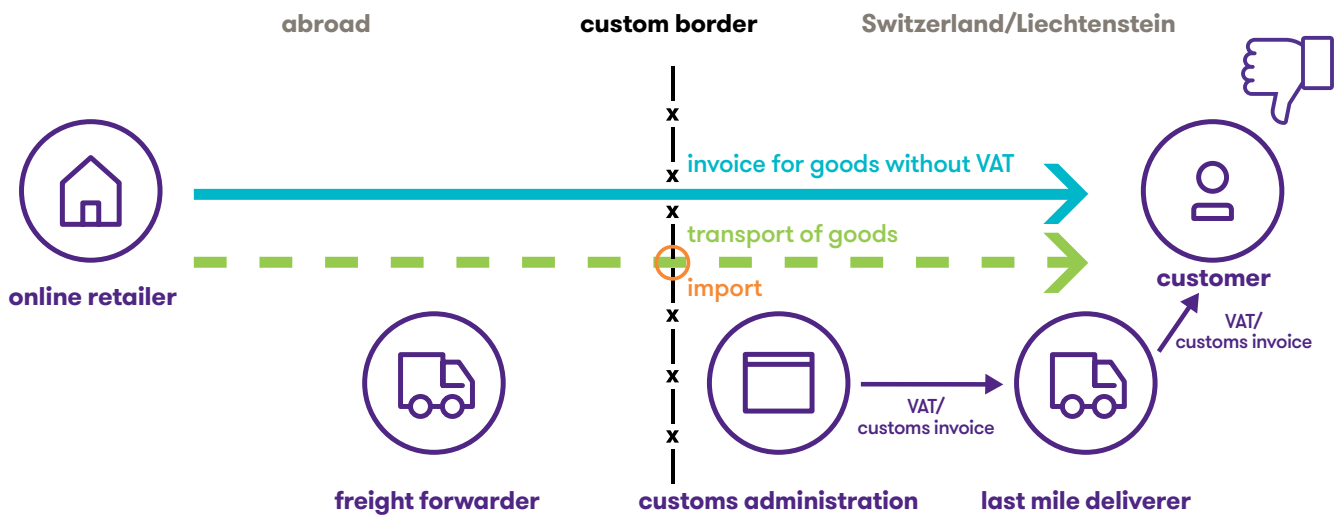 abroad
custom border
Switzerland/Liechtenstein
x
x
invoice for goods without VAT
x
transport of goods
import
online retailer
customer
x
VAT/
customs invoice
x
VAT/
customs invoice
x
freight forwarder
customs administration
last mile deliverer